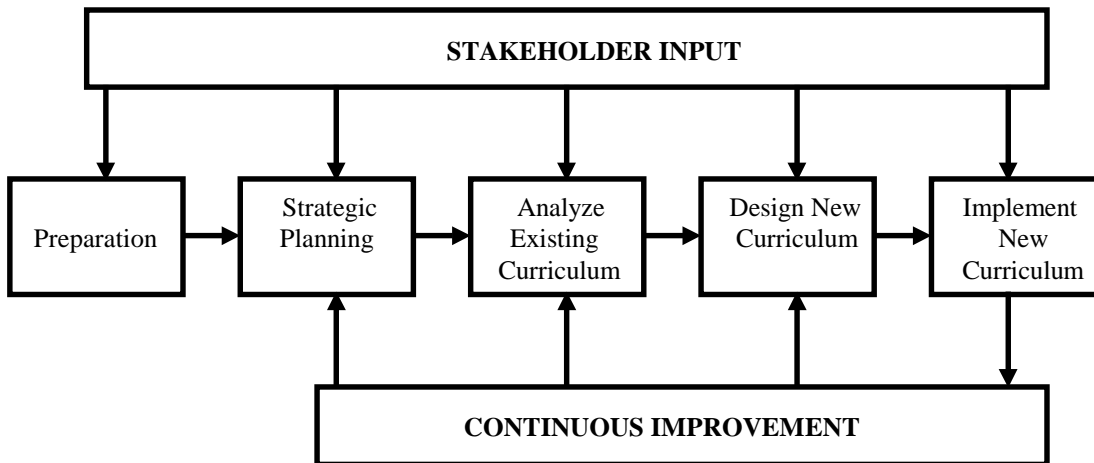 STAKEHOLDER INPUT
Preparation
Strategic
Planning
Analyze
Existing
Curriculum
Design New
Curriculum
Implement
New
Curriculum
CONTINUOUS IMPROVEMENT